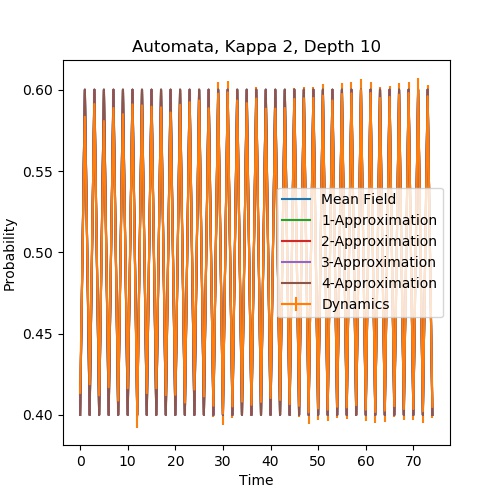 Automata, Kappa 2, Depth 10
Probability
0.60
0.55
0.50
0.45
0.40
Mean Field
1-Approximation
2-Approximation
3-Approximation
4-Approximation
Dynamics
0 10 20 30 40 50 60 70
Time